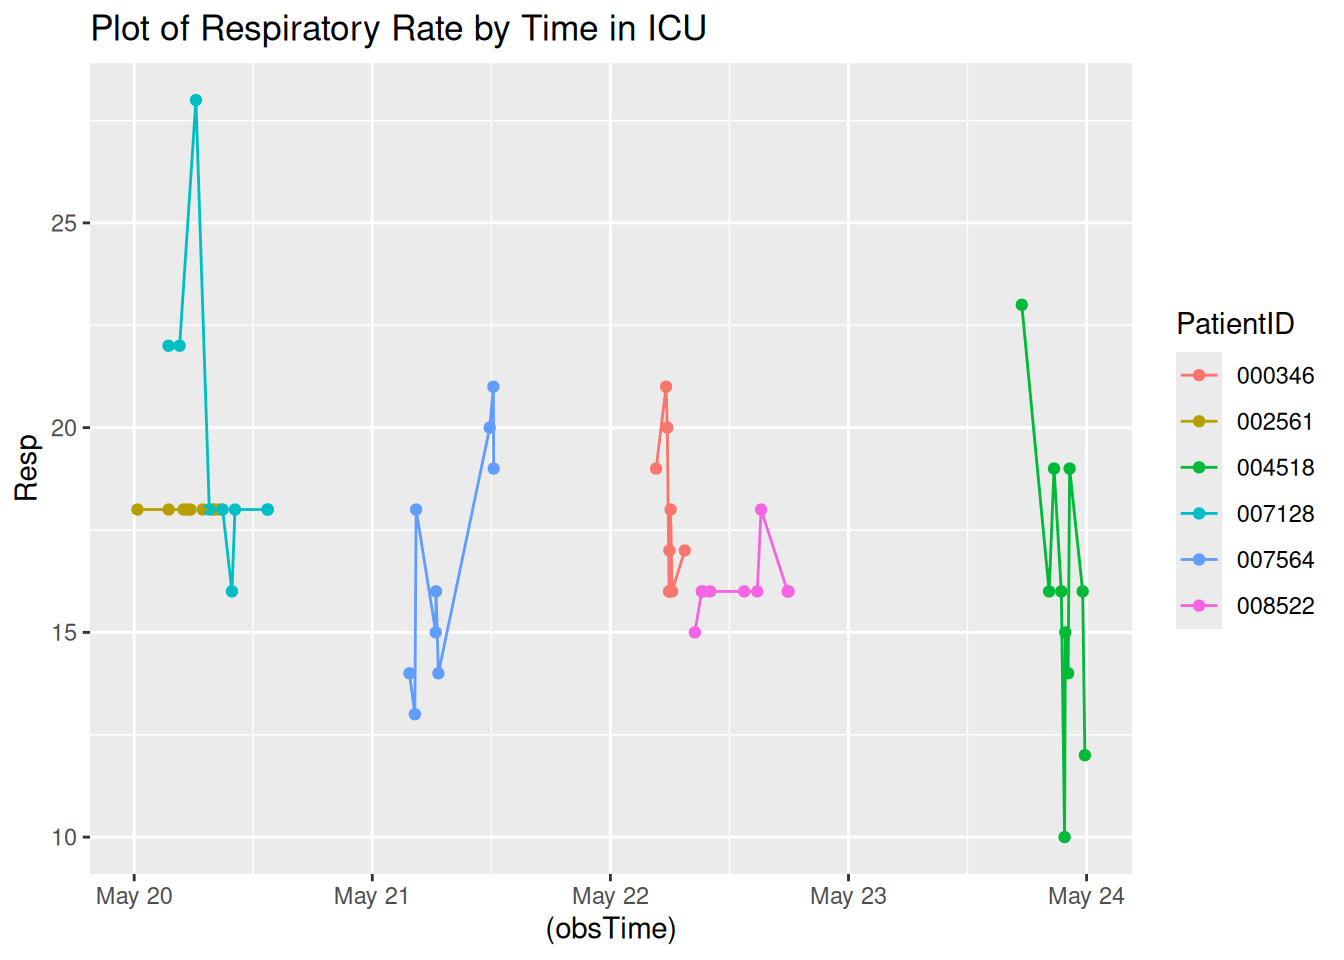 Plot of Respiratory Rate by Time in ICU
Resp
25
20
15
10
May 20
May 21
May 22
May 23
May 24
(obsTime)
PatientID
000346
002561
004518
007128
007564
008522